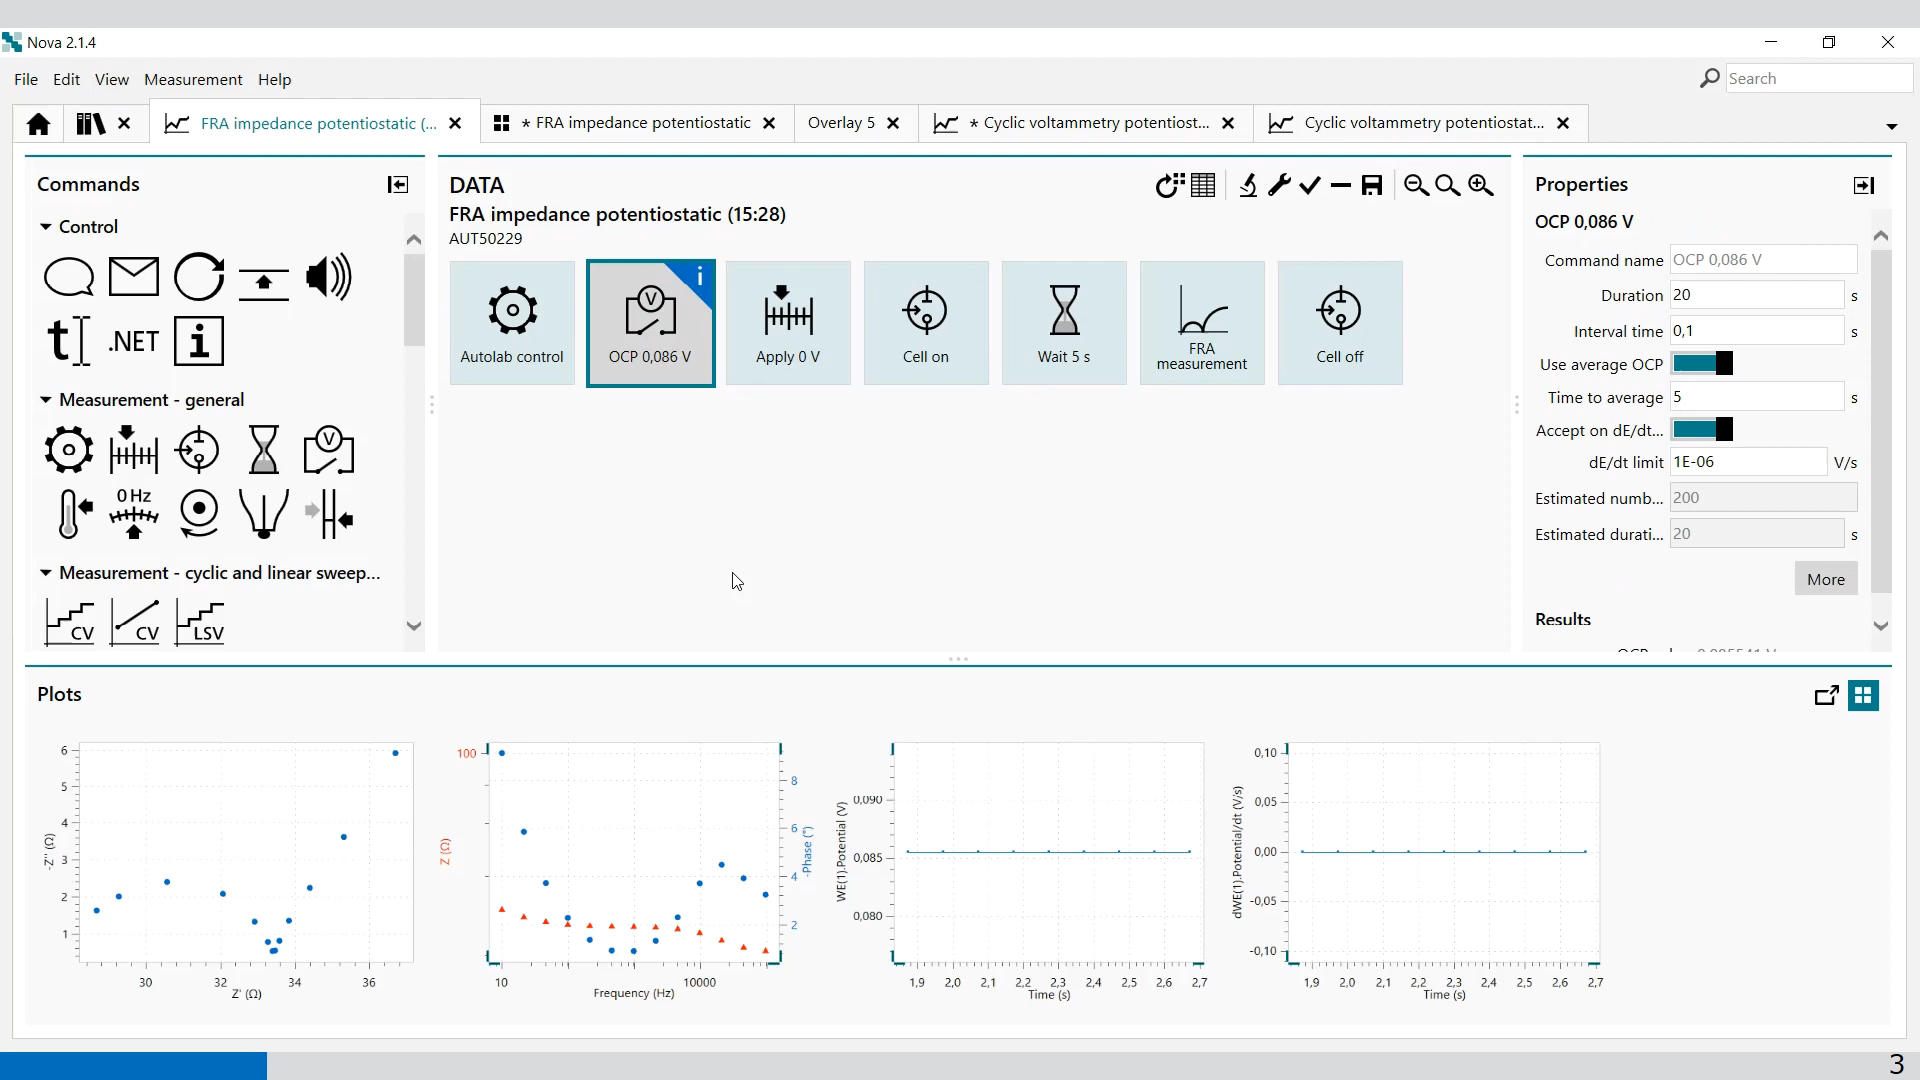 Nova 2.1.4
File Edit View Measurement Help
Search
FRA impedance potentiostatic (...
* FRA impedance potentiostatic
Overlay 5
* Cyclic voltammetry potentiost...
Cyclic voltammetry potentiostat...
Commands
Control
t
.NET
i
Measurement - general
V
0 Hz
Measurement - cyclic and linear sweep...
CV
CV
LSV
DATA
FRA impedance potentiostatic (15:28)
AUT50229
Autolab control
V
i
OCP 0,086 V
Apply 0 V
Cell on
Wait 5 s
FRA
measurement
Cell off
Properties
OCP 0,086 V
Command name OCP 0,086 V
Duration 20 s
Interval time 0,1 s
Use average OCP
Time to average 5 s
Accept on dE/dt...
dE/dt limit 1E-06 V/s
Estimated numb... 200
Estimated durati... 20 s
More
Results
Plots
6
5
4
3
2
1
-Z'' (Ω)
30 32 34 36
Z' (Ω)
100
Z (Ω)
8
6
4
2
-Phase (°)
10 10000
Frequency (Hz)
0,090
0,085
0,080
WE(1).Potential (V)
1,9 2,0 2,1 2,2 2,3 2,4 2,5 2,6 2,7
Time (s)
0,10
0,05
0,00
-0,05
-0,10
dWE(1).Potential/dt (V/s)
1,9 2,0 2,1 2,2 2,3 2,4 2,5 2,6 2,7
Time (s)
3